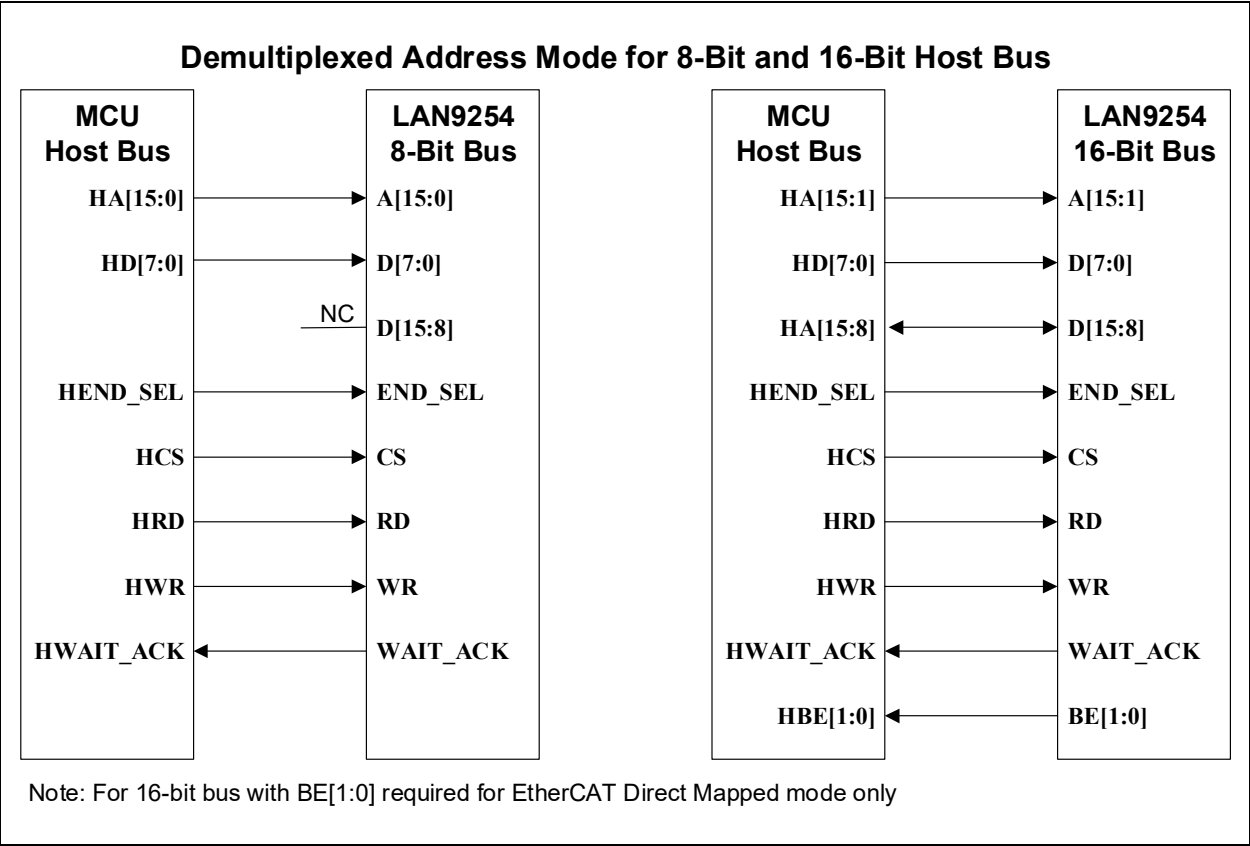 Demultiplexed Address Mode for 8-Bit and 16-Bit Host Bus
MCU
Host Bus
HA[15:0]
HD[7:0]
HEND_SEL
HCS
HRD
HWR
HWAIT_ACK
NC
LAN9254
8-Bit Bus
A[15:0]
D[7:0]
D[15:8]
END_SEL
CS
RD
WR
WAIT_ACK
MCU
Host Bus
HA[15:1]
HD[7:0]
HA[15:8]
HEND_SEL
HCS
HRD
HWR
HWAIT_ACK
HBE[1:0]
LAN9254
16-Bit Bus
A[15:1]
D[7:0]
D[15:8]
END_SEL
CS
RD
WR
WAIT_ACK
BE[1:0]
Note: For 16-bit bus with BE[1:0] required for EtherCAT Direct Mapped mode only